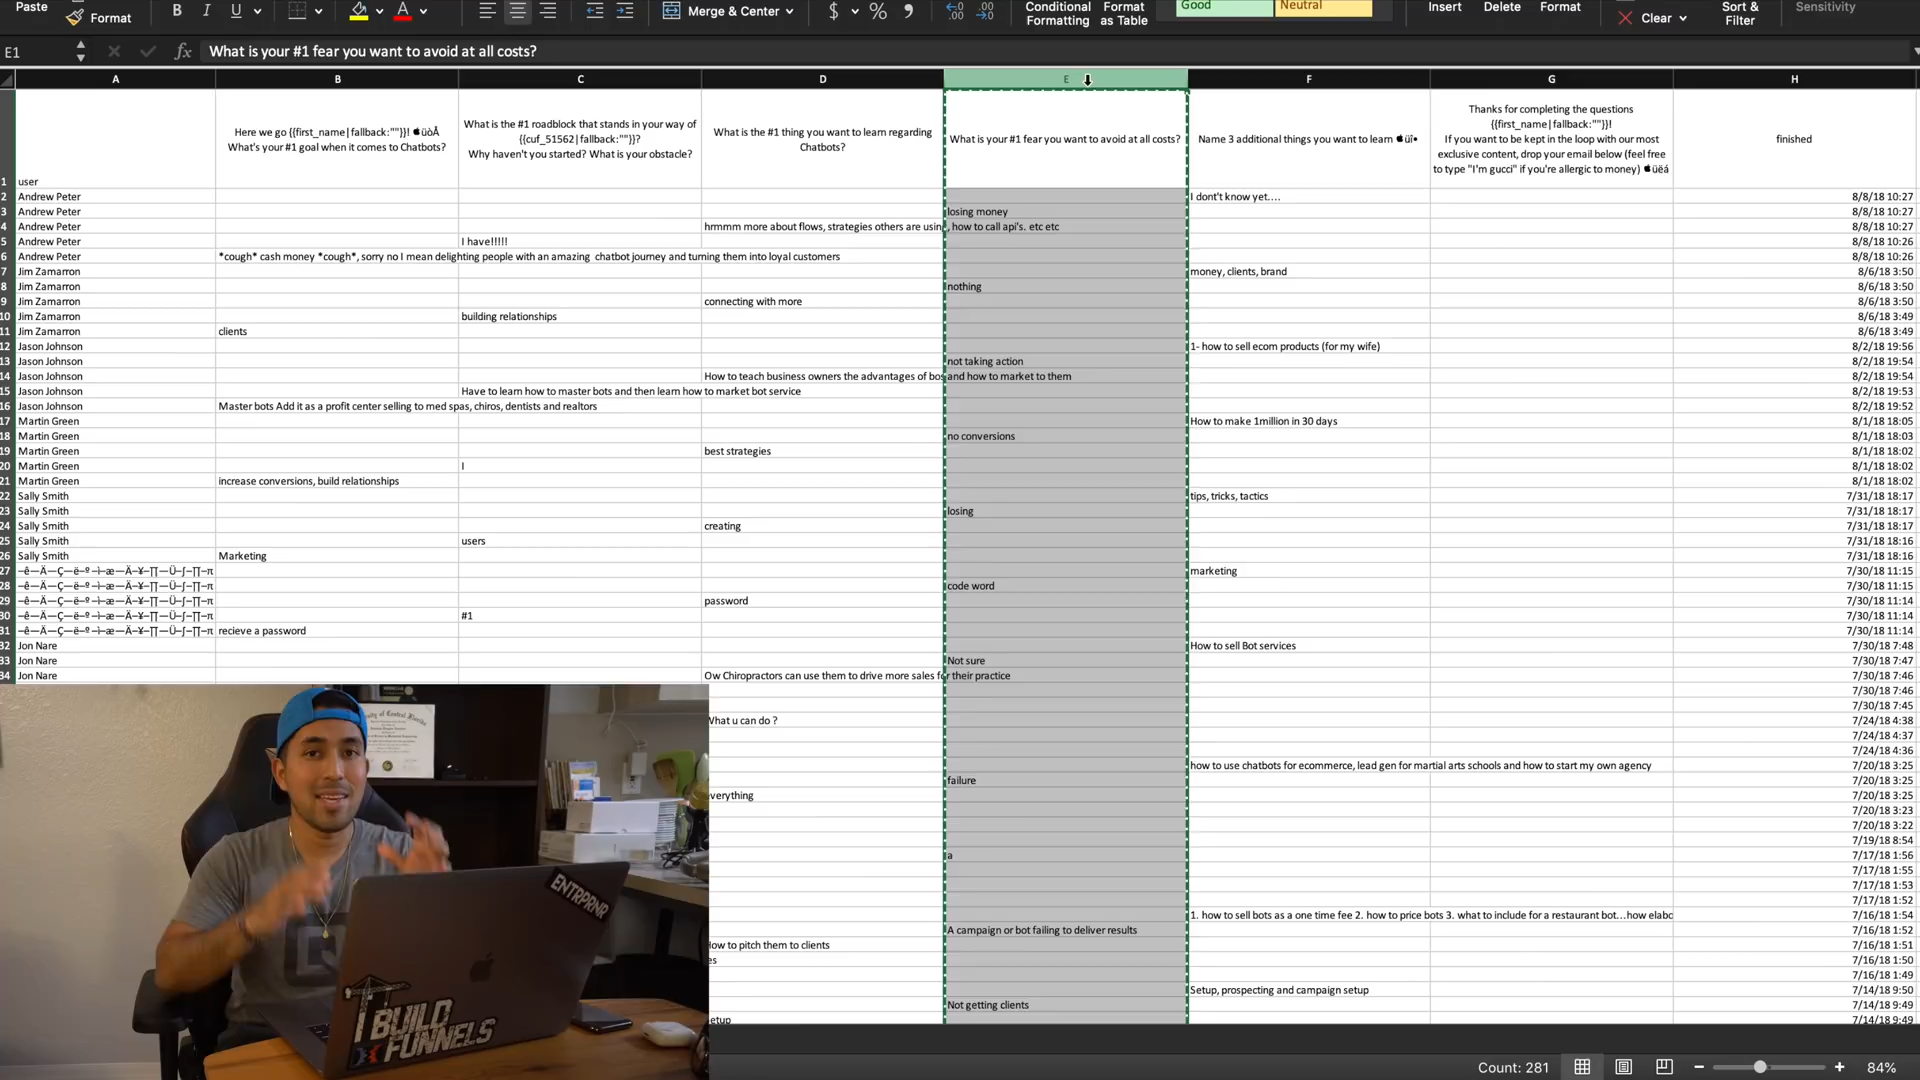 Paste
Format
B I U
A
Merge & Center
$ % 9
Conditional Formatting
Format as Table
Good
Neutral
Insert
Delete
Format
Clear
Sort & Filter
Sensitivity
E1
fx
What is your #1 fear you want to avoid at all costs?
A B C D E F G H
1 user
Here we go {{first_name|fallback:""}}! üòÅ
What's your #1 goal when it comes to Chatbots?
What is the #1 roadblock that stands in your way of
{{cuf_51562|fallback:""}}?
Why haven't you started? What is your obstacle?
What is the #1 thing you want to learn regarding
Chatbots?
What is your #1 fear you want to avoid at all costs?
Name 3 additional things you want to learn üî•
Thanks for completing the questions
{{first_name|fallback:""}}!
If you want to be kept in the loop with our most
exclusive content, drop your email below (feel free
to type "I'm gucci" if you're allergic to money) üëá
finished
2 Andrew Peter I dont't know yet.... 8/8/18 10:27
3 Andrew Peter losing money 8/8/18 10:27
4 Andrew Peter hmmmm more about flows, strategies others are using, how to call api's. etc etc 8/8/18 10:27
5 Andrew Peter I have!!!!! 8/8/18 10:26
6 Andrew Peter *cough* cash money *cough*, sorry no I mean delighting people with an amazing chatbot journey and turning them into loyal customers 8/8/18 10:26
7 Jim Zamarron money, clients, brand 8/6/18 3:50
8 Jim Zamarron nothing 8/6/18 3:50
9 Jim Zamarron connecting with more 8/6/18 3:50
10 Jim Zamarron building relationships 8/6/18 3:49
11 Jim Zamarron clients 8/6/18 3:49
12 Jason Johnson 1- how to sell ecom products (for my wife) 8/2/18 19:56
13 Jason Johnson not taking action 8/2/18 19:54
14 Jason Johnson How to teach business owners the advantages of bos and how to market to them 8/2/18 19:54
15 Jason Johnson Have to learn how to master bots and then learn how to market bot service 8/2/18 19:53
16 Jason Johnson Master bots Add it as a profit center selling to med spas, chiros, dentists and realtors 8/2/18 19:52
17 Martin Green How to make 1million in 30 days 8/1/18 18:05
18 Martin Green no conversions 8/1/18 18:03
19 Martin Green best strategies 8/1/18 18:02
20 Martin Green I 8/1/18 18:02
21 Martin Green increase conversions, build relationships 8/1/18 18:02
22 Sally Smith tips, tricks, tactics 7/31/18 18:17
23 Sally Smith losing 7/31/18 18:17
24 Sally Smith creating 7/31/18 18:17
25 Sally Smith users 7/31/18 18:16
26 Sally Smith Marketing 7/31/18 18:16
27 marketing 7/30/18 11:15
28 code word 7/30/18 11:15
29 password 7/30/18 11:14
30 #1 7/30/18 11:14
31 recieve a password 7/30/18 11:14
32 Jon Nare How to sell Bot services 7/30/18 7:48
33 Jon Nare Not sure 7/30/18 7:47
34 Jon Nare Ow Chiropractors can use them to drive more sales for their practice 7/30/18 7:46
7/30/18 7:46
7/30/18 7:45
What u can do ? 7/24/18 4:38
7/24/18 4:37
7/24/18 4:36
how to use chatbots for ecommerce, lead gen for martial arts schools and how to start my own agency 7/20/18 3:25
failure 7/20/18 3:25
everything 7/20/18 3:25
7/20/18 3:23
7/20/18 3:22
7/19/18 8:54
a 7/17/18 1:56
7/17/18 1:55
7/17/18 1:53
7/17/18 1:52
1. how to sell bots as a one time fee 2. how to price bots 3. what to include for a restaurant bot...how elabo 7/16/18 1:54
A campaign or bot failing to deliver results 7/16/18 1:52
How to pitch them to clients 7/16/18 1:51
es 7/16/18 1:50
7/16/18 1:49
Setup, prospecting and campaign setup 7/14/18 9:50
Not getting clients 7/14/18 9:49
setup 7/14/18 9:49
ENTRPRNR
I BUILD
FUNNELS
Count: 281
84%